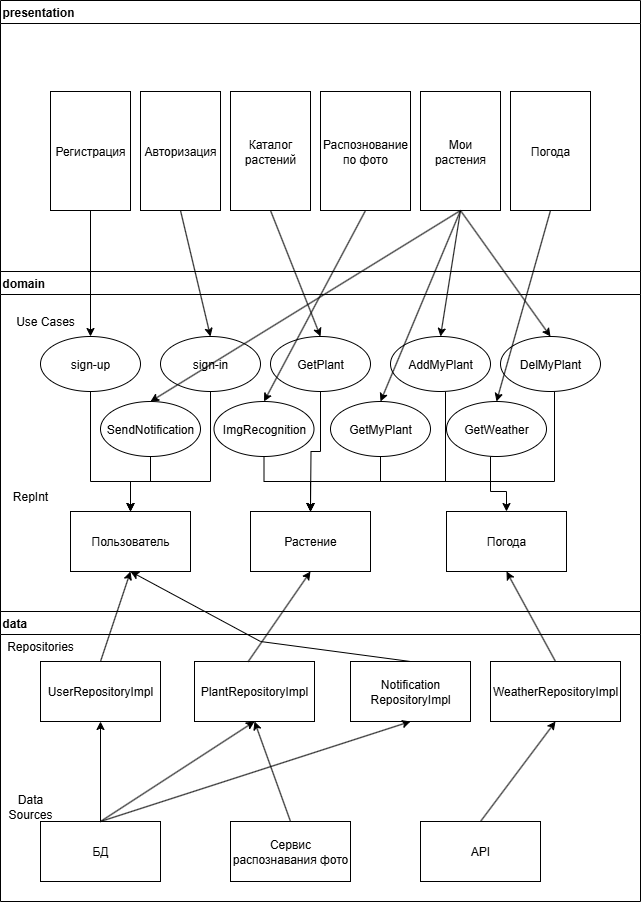 presentation
Регистрация
Авторизация
Каталог
растений
Распознование
по фото
Мои
растения
Погода
domain
Use Cases
sign-up
sign-in
GetPlant
AddMyPlant
DelMyPlant
SendNotification
ImgRecognition
GetMyPlant
GetWeather
RepInt
Пользователь
Растение
Погода
data
Repositories
UserRepositoryImpl
PlantRepositoryImpl
Notification
RepositoryImpl
WeatherRepositoryImpl
Data
Sources
БД
Сервис
распознавания фото
API